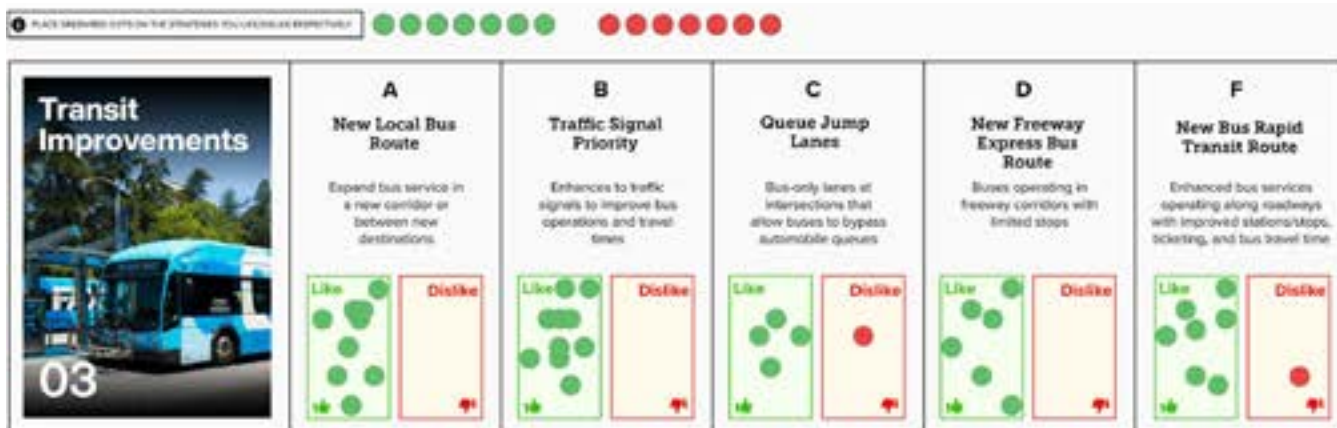 PLACE GREEN/RED DOTS ON THE STRATEGIES YOU LIKE/DISLIKE RESPECTIVELY
Transit
Improvements
03
A
New Local Bus
Route
Expand bus service in
a new corridor or
between new
destinations
Like
Dislike
B
Traffic Signal
Priority
Enhances to traffic
signals to improve bus
operations and travel
times
Like
Dislike
C
Queue Jump
Lanes
Bus-only lanes at
intersections that
allow buses to bypass
automobile queues
Like
Dislike
D
New Freeway
Express Bus
Route
Buses operating in
freeway corridors with
limited stops
Like
Dislike
F
New Bus Rapid
Transit Route
Enhanced bus services
operating along roadways
with improved stations/stops,
ticketing, and bus travel time
Like
Dislike